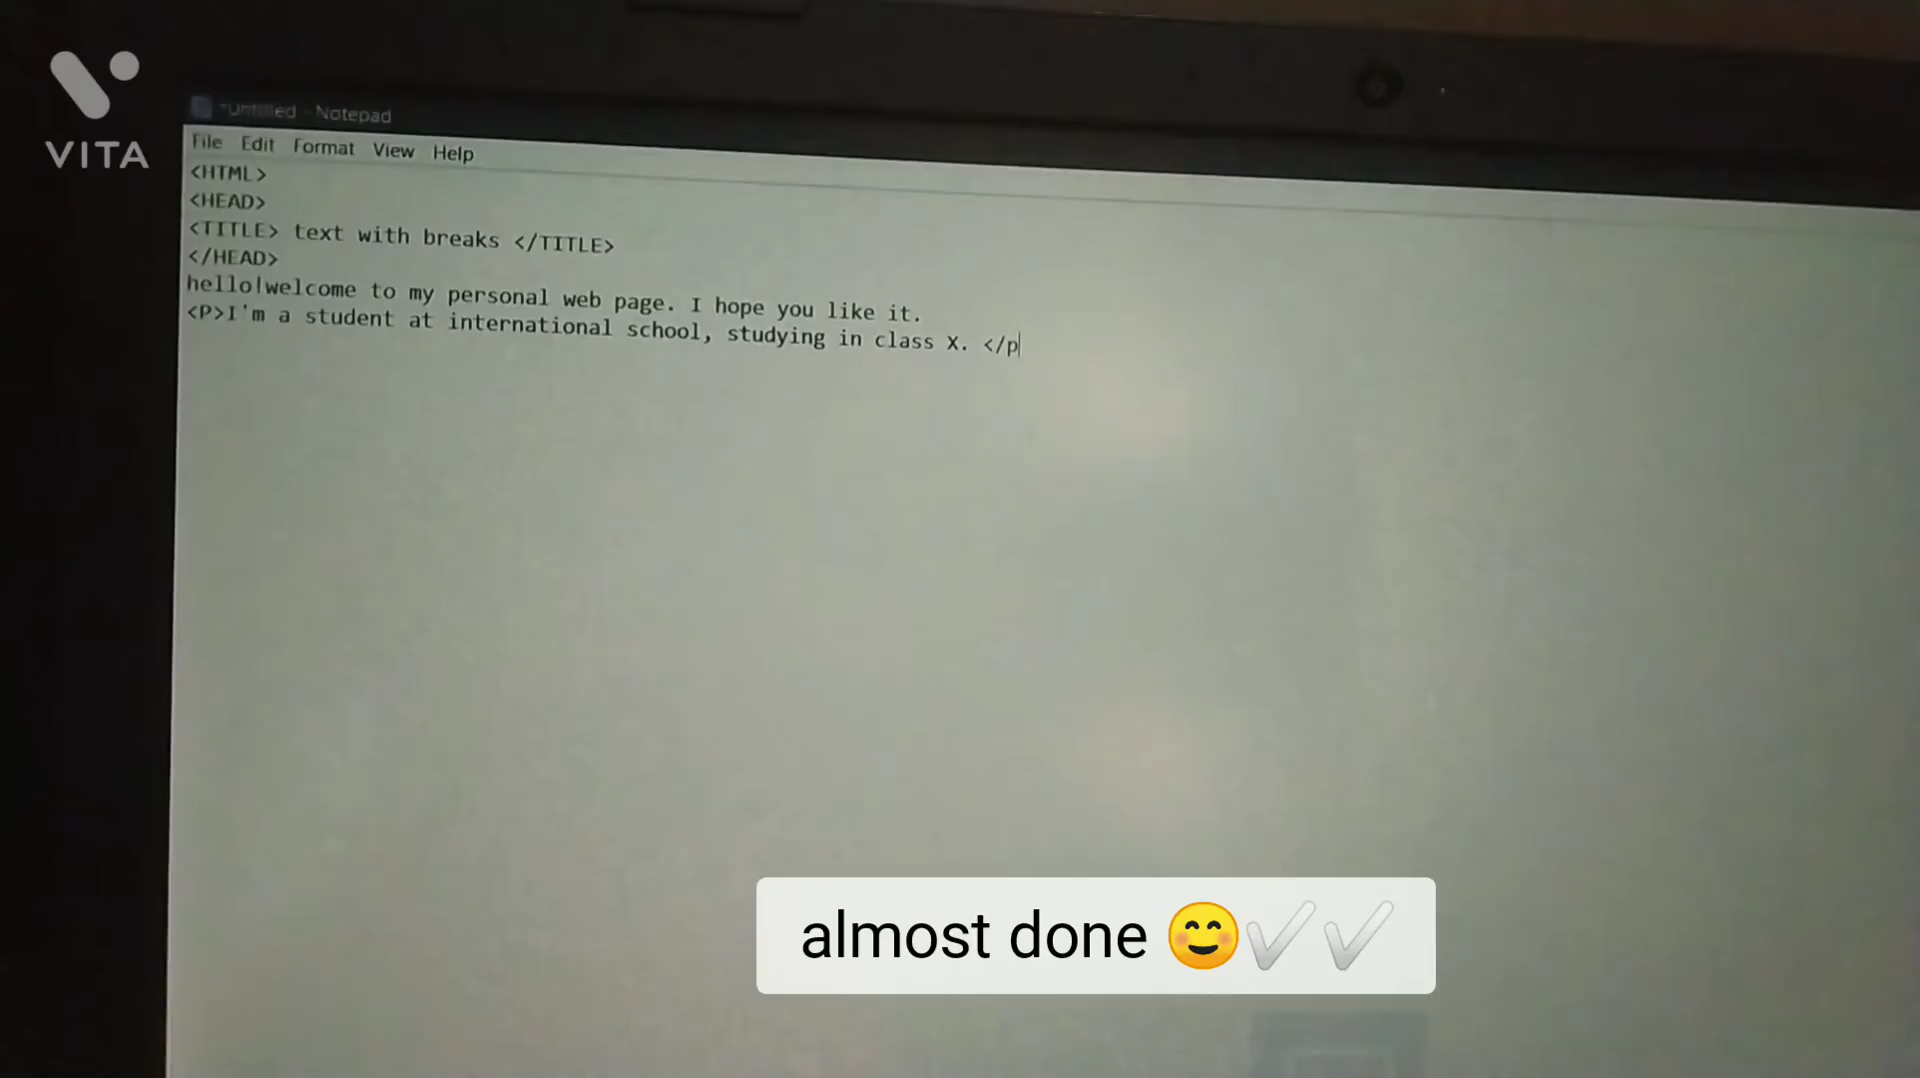 VITA
*Untitled - Notepad
File Edit Format View Help
<HTML>
<HEAD>
<TITLE> text with breaks </TITLE>
</HEAD>
hello!welcome to my personal web page. I hope you like it.
<P>I'm a student at international school, studying in class X. </p
almost done 😊✔✔